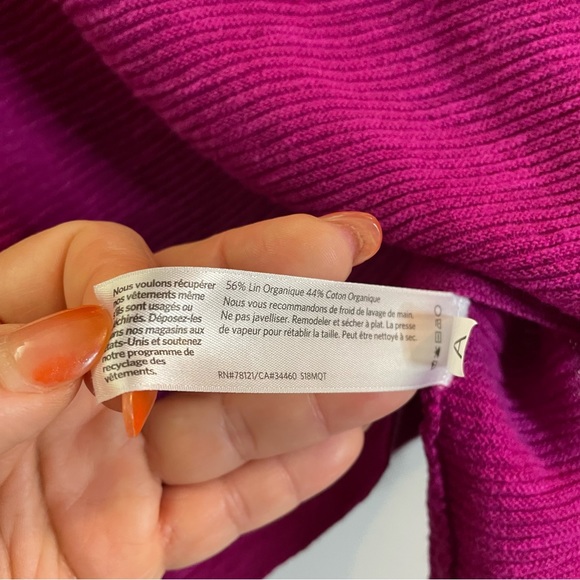 Nous voulons récupérer
nos vêtements même
s'ils sont usagés ou
déchirés. Déposez-les
dans nos magasins aux
États-Unis et soutenez
notre programme de
recyclage des
vêtements.
56% Lin Organique 44% Coton Organique
Nous vous recommandons de froid de lavage de main.
Ne pas javelliser. Remodeler et sécher à plat. La presse
de vapeur pour rétablir la taille. Peut être nettoyé à sec.
RN#78121/CA#34460 S18MQT
A